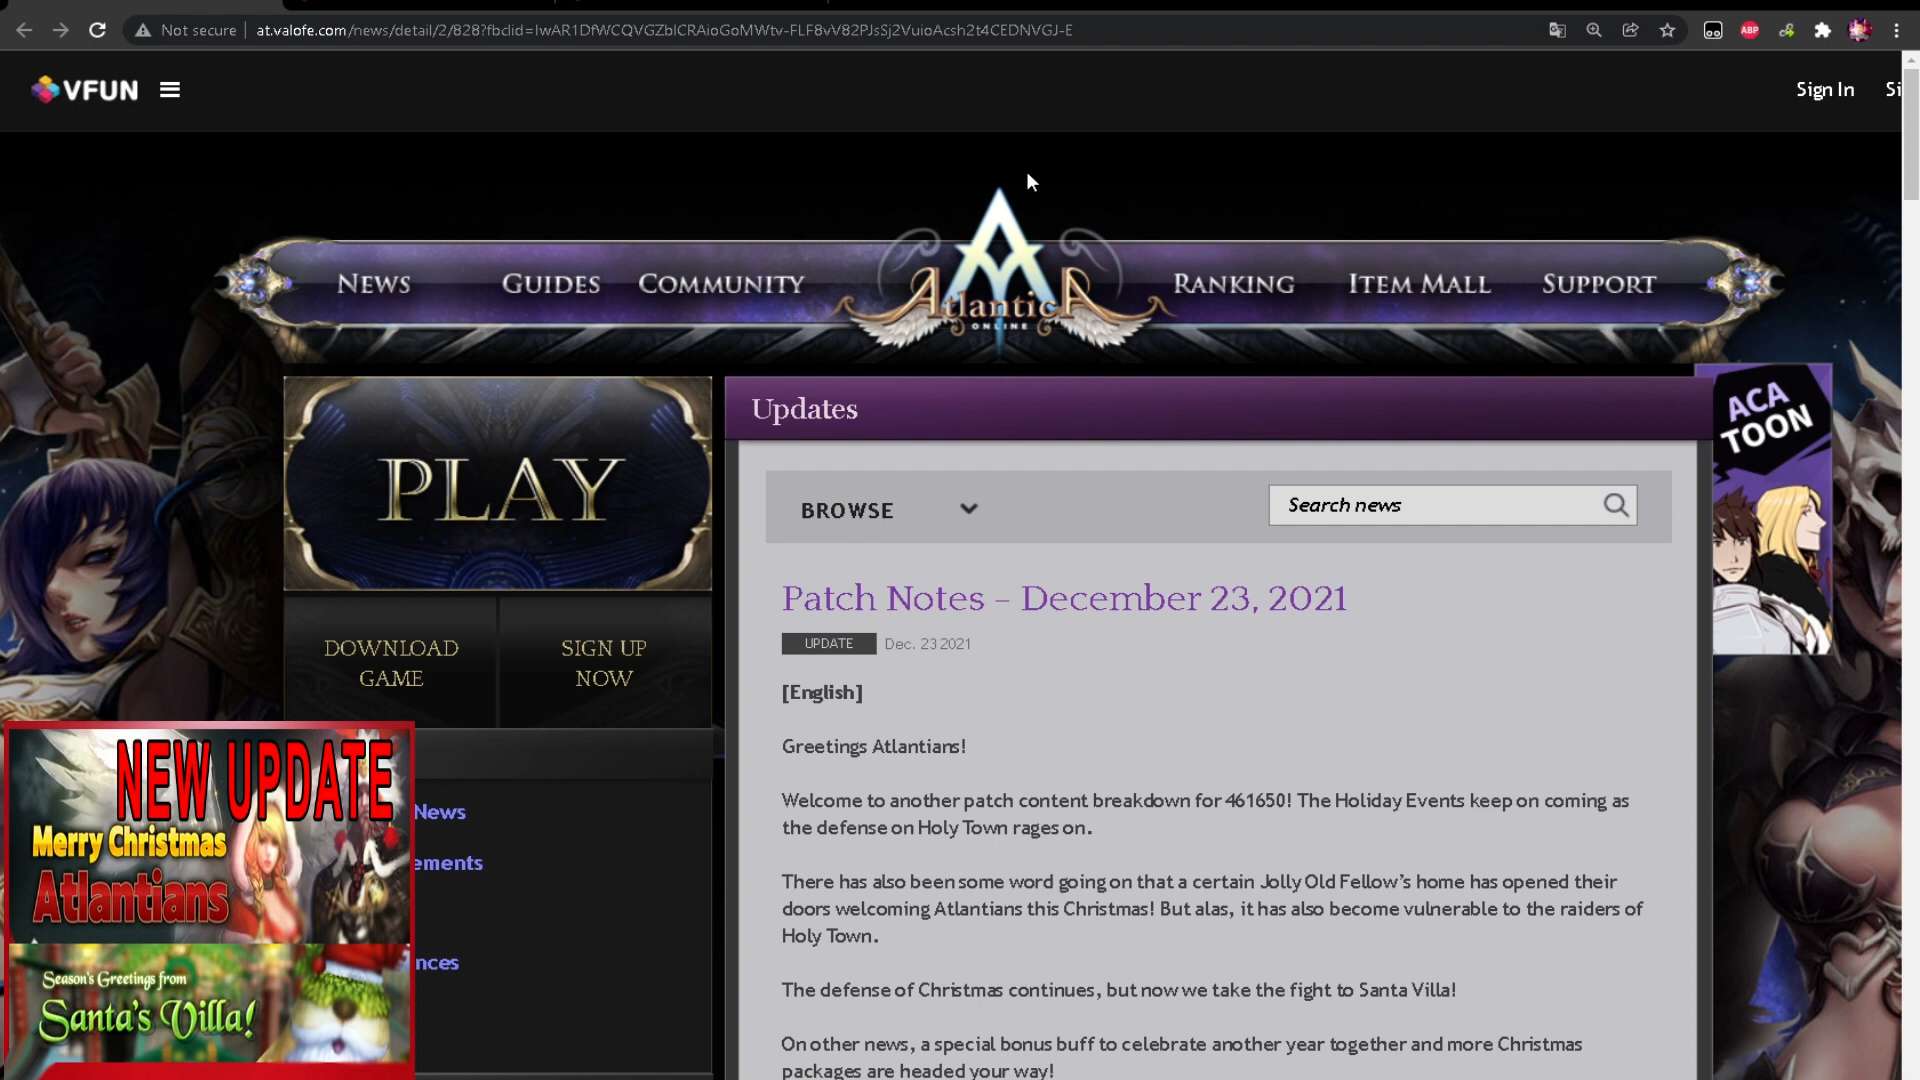 Not secure
at.valofe.com/news/detail/2/828?fbclid=IwAR1DfWCQVGZblCRAioGoMWtv-FLF8vV82PJsSj2VuioAcsh2t4CEDNVGJ-E
ABP
VFUN
Sign In
Si
NEWS
GUIDES
COMMUNITY
Atlantica
ONLINE
RANKING
ITEM MALL
SUPPORT
PLAY
Updates
ACA
TOON
BROWSE
Search news
Patch Notes – December 23, 2021
UPDATE
Dec. 23 2021
DOWNLOAD
GAME
SIGN UP
NOW
[English]
Greetings Atlantians!
Welcome to another patch content breakdown for 461650! The Holiday Events keep on coming as
the defense on Holy Town rages on.
There has also been some word going on that a certain Jolly Old Fellow's home has opened their
doors welcoming Atlantians this Christmas! But alas, it has also become vulnerable to the raiders of
Holy Town.
The defense of Christmas continues, but now we take the fight to Santa Villa!
On other news, a special bonus buff to celebrate another year together and more Christmas
packages are headed your way!
News
ements
nces
NEW UPDATE
Merry Christmas
Atlantians
Season's Greetings from
Santa's Villa!